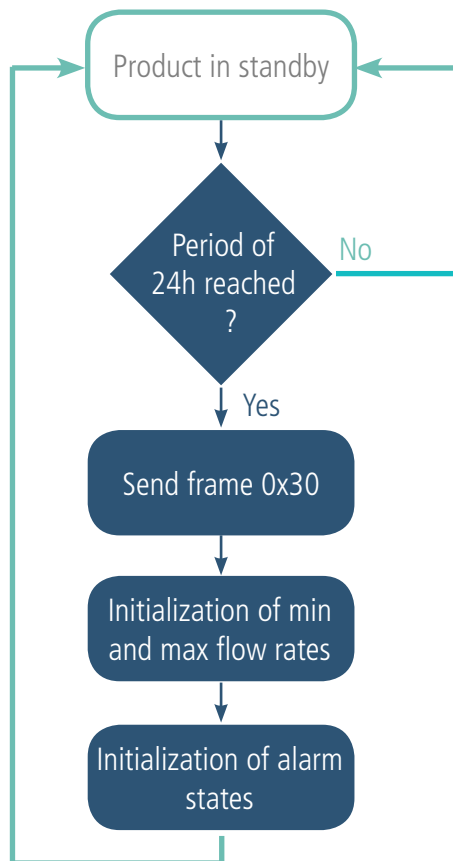 Product in standby
Period of
24h reached
?
No
Yes
Send frame 0x30
Initialization of min
and max flow rates
Initialization of alarm
states